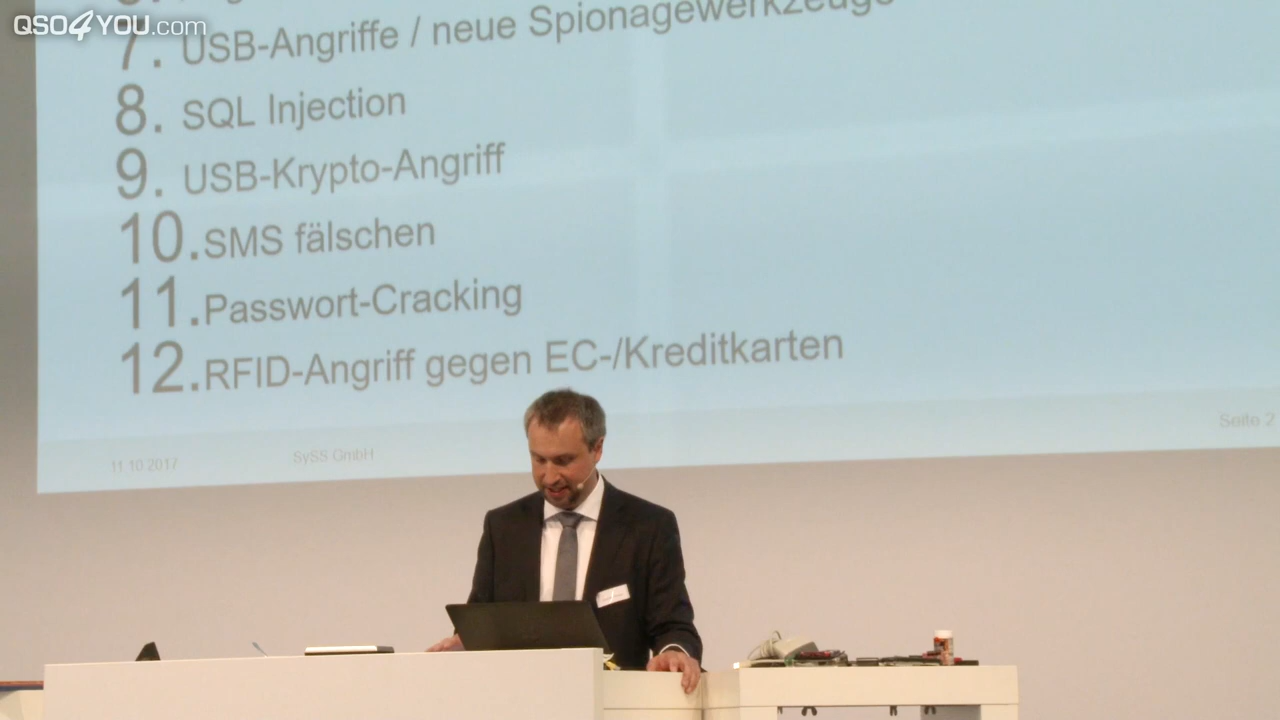 QSO4YOU.com
7. USB-Angriffe / neue Spionagewerkzeuge
8. SQL Injection
9. USB-Krypto-Angriff
10. SMS fälschen
11. Passwort-Cracking
12. RFID-Angriff gegen EC-/Kreditkarten
11.10.2017 SySS GmbH Seite 2